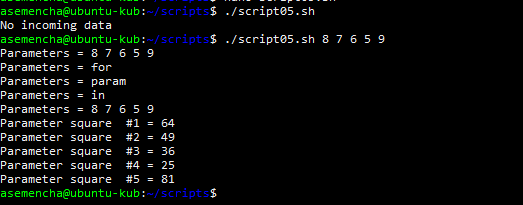 asemencha@ubuntu-kub:~/scripts$ ./script05.sh
No incoming data
asemencha@ubuntu-kub:~/scripts$ ./script05.sh 8 7 6 5 9
Parameters = 8 7 6 5 9
Parameters = for
Parameters = param
Parameters = in
Parameters = 8 7 6 5 9
Parameter square  #1 = 64
Parameter square  #2 = 49
Parameter square  #3 = 36
Parameter square  #4 = 25
Parameter square  #5 = 81
asemencha@ubuntu-kub:~/scripts$